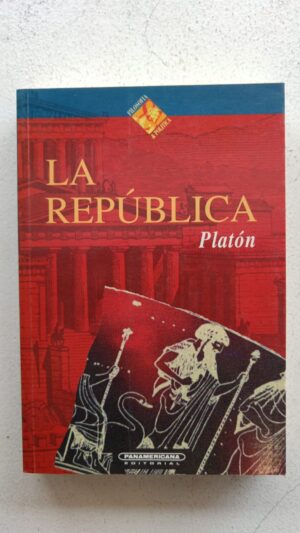 FILOSOFÍA
& POLÍTICA
LA
REPÚBLICA
Platón
PANAMERICANA
EDITORIAL